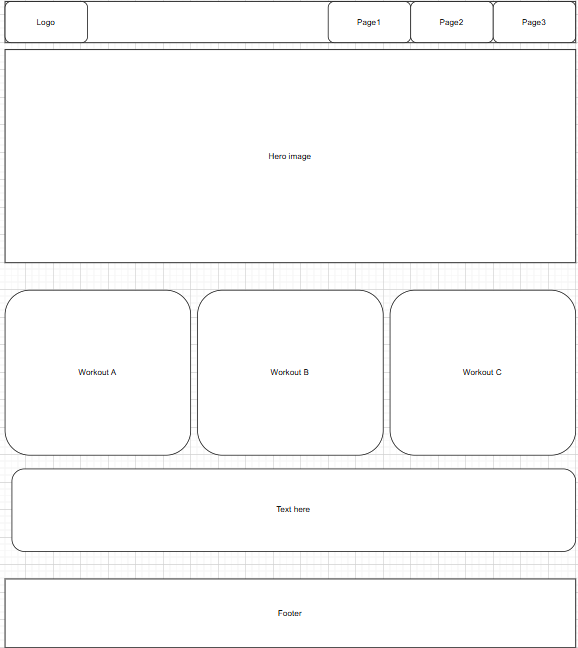 Logo
Page1
Page2
Page3
Hero image
Workout A
Workout B
Workout C
Text here
Footer